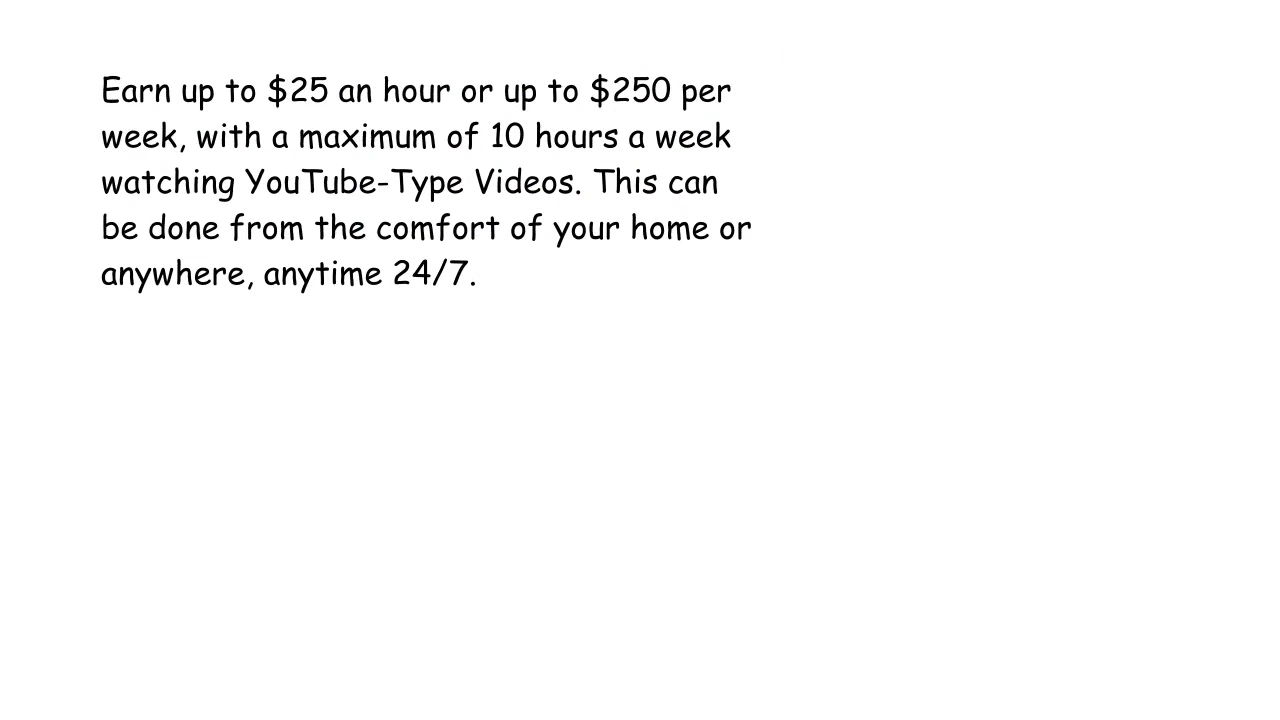 Earn up to $25 an hour or up to $250 per
week, with a maximum of 10 hours a week
watching YouTube-Type Videos. This can
be done from the comfort of your home or
anywhere, anytime 24/7.